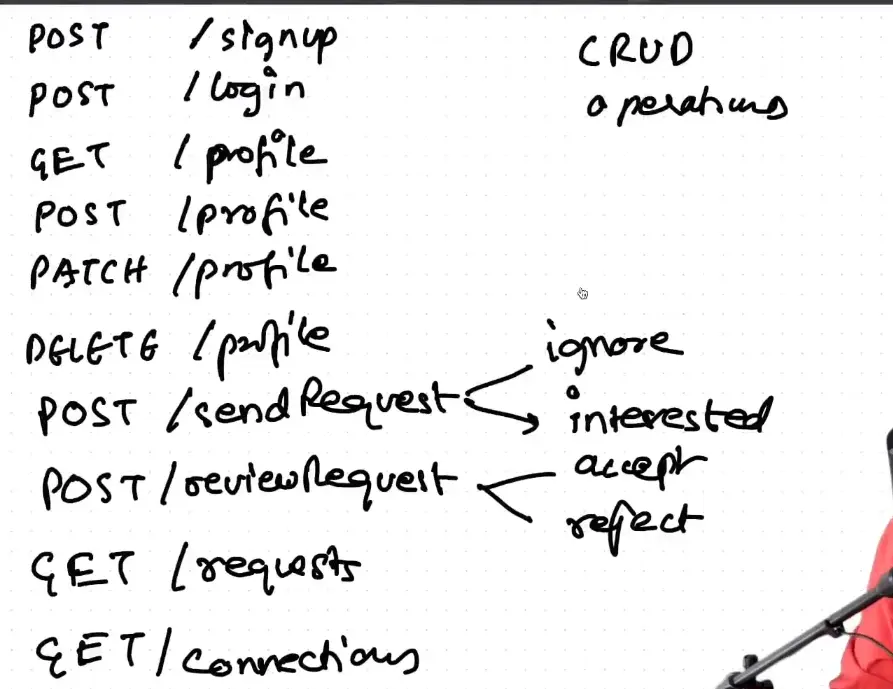 POST /signup
POST /login
GET /profile
POST /profile
PATCH /profile
DELETE /profile
POST /sendRequest
POST /reviewRequest
GET /requests
GET /connections
CRUD
operations
ignore
interested
accept
reject